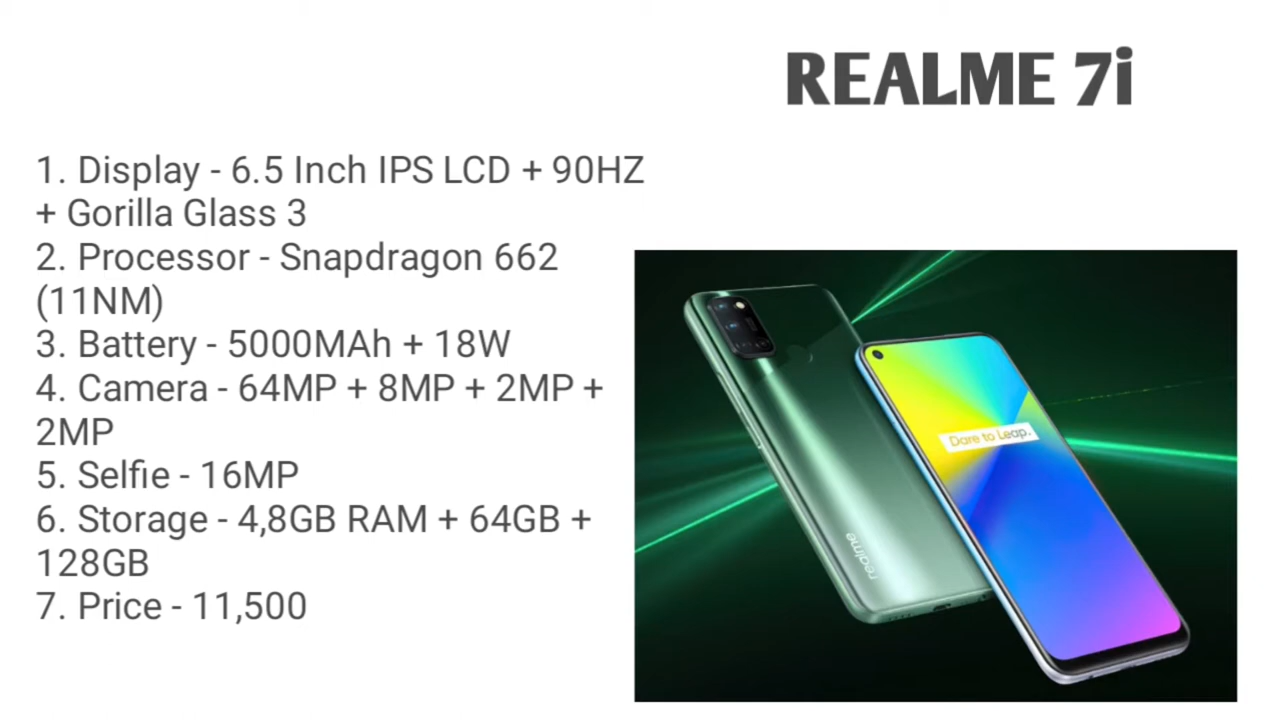 REALME 7i
1. Display - 6.5 Inch IPS LCD + 90HZ
+ Gorilla Glass 3
2. Processor - Snapdragon 662
(11NM)
3. Battery - 5000MAh + 18W
4. Camera - 64MP + 8MP + 2MP +
2MP
5. Selfie - 16MP
6. Storage - 4,8GB RAM + 64GB +
128GB
7. Price - 11,500
Dare to Leap.
realme